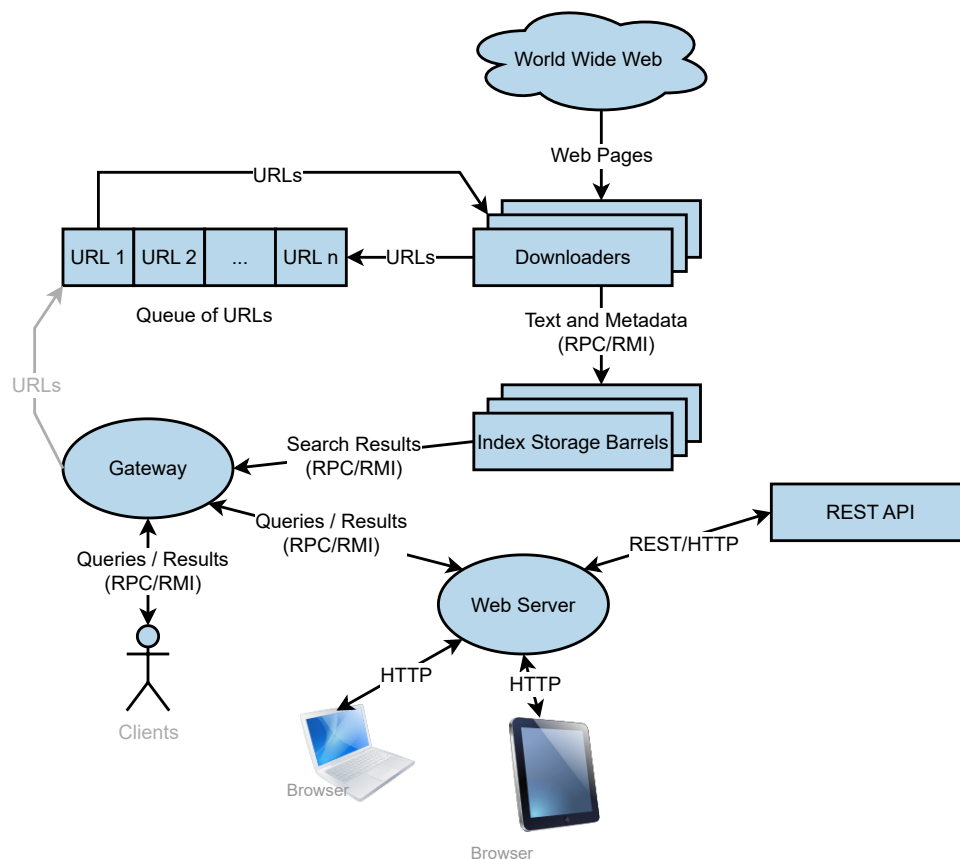 World Wide Web
Web Pages
URLs
URL 1
URL 2
...
URL n
URLs
Downloaders
Queue of URLs
Text and Metadata
(RPC/RMI)
URLs
Gateway
Search Results
(RPC/RMI)
Index Storage Barrels
Queries / Results
(RPC/RMI)
REST API
REST/HTTP
Queries / Results
(RPC/RMI)
Web Server
HTTP
HTTP
Clients
Browser
Browser